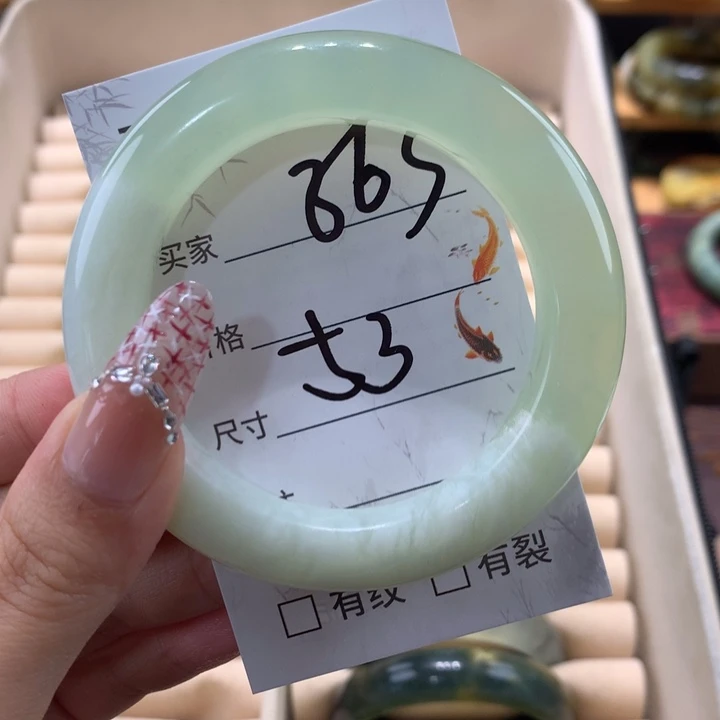 买家 865
格
53
尺寸
有纹 有裂